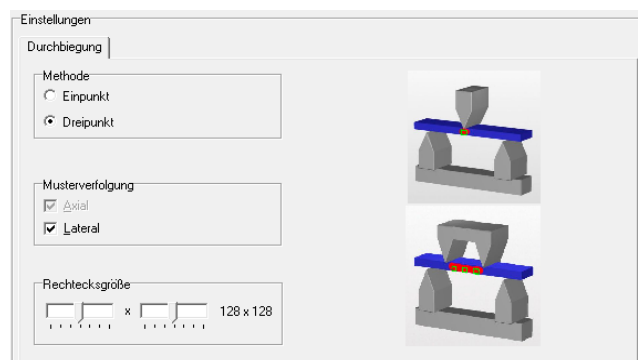 Einstellungen
Durchbiegung
Methode
Einpunkt
Dreipunkt
Musterverfolgung
Axial
Lateral
Rechtecksgröße
x 128 x 128